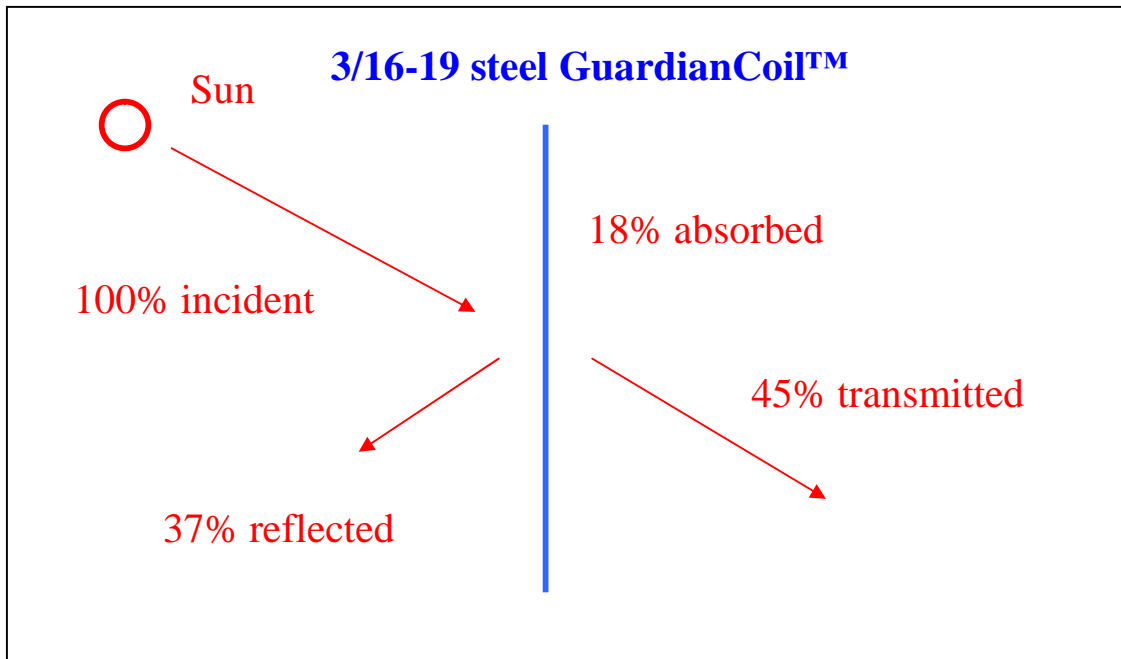 3/16-19 steel GuardianCoil™
Sun
18% absorbed
100% incident
45% transmitted
37% reflected